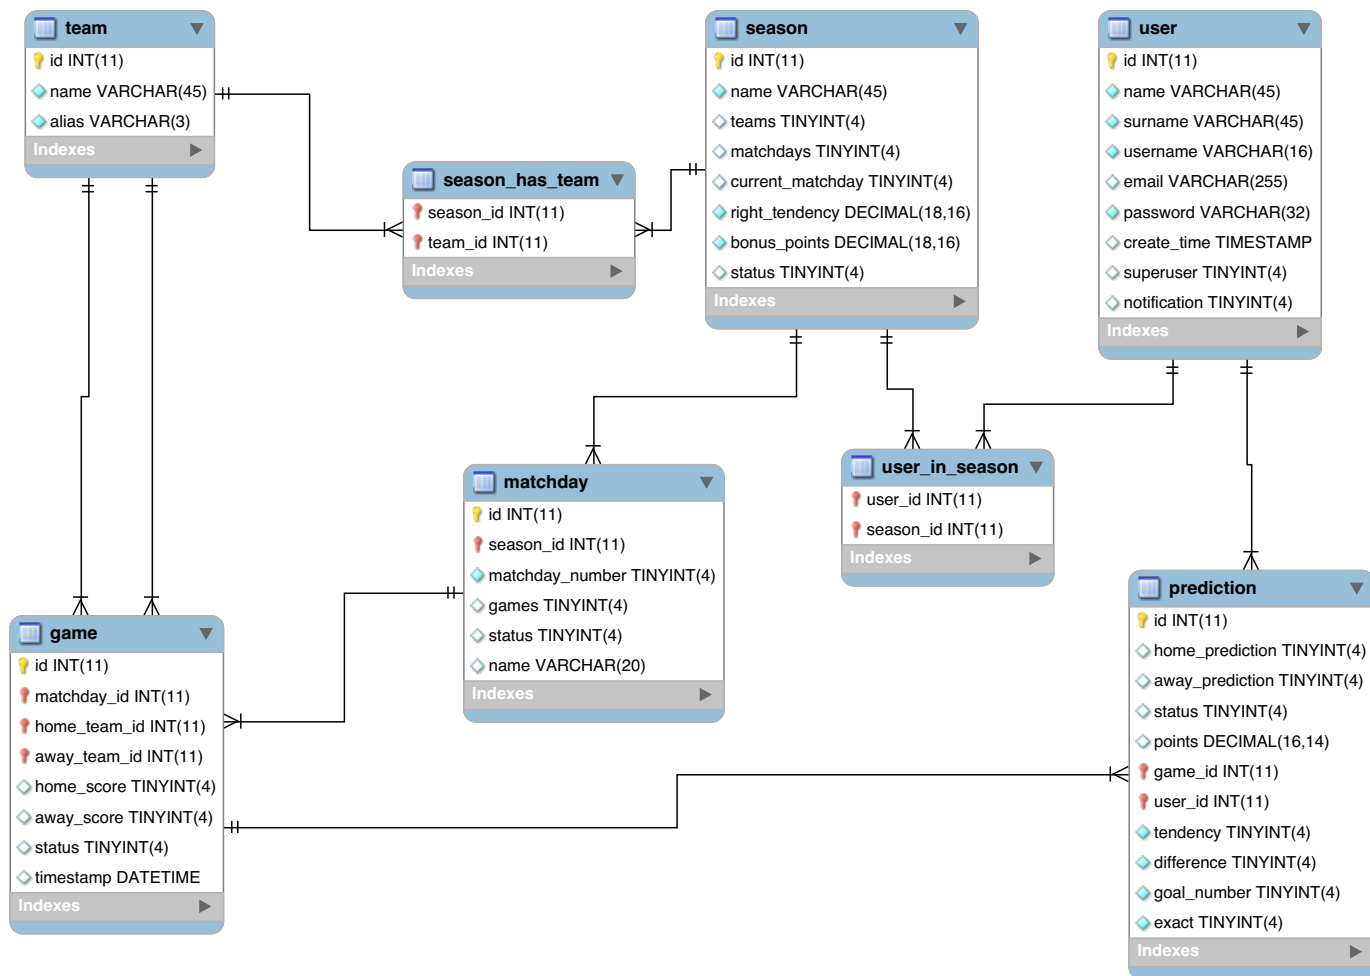 team
id INT(11)
name VARCHAR(45)
alias VARCHAR(3)
Indexes
season_has_team
season_id INT(11)
team_id INT(11)
Indexes
season
id INT(11)
name VARCHAR(45)
teams TINYINT(4)
matchdays TINYINT(4)
current_matchday TINYINT(4)
right_tendency DECIMAL(18,16)
bonus_points DECIMAL(18,16)
status TINYINT(4)
Indexes
user
id INT(11)
name VARCHAR(45)
surname VARCHAR(45)
username VARCHAR(16)
email VARCHAR(255)
password VARCHAR(32)
create_time TIMESTAMP
superuser TINYINT(4)
notification TINYINT(4)
Indexes
matchday
id INT(11)
season_id INT(11)
matchday_number TINYINT(4)
games TINYINT(4)
status TINYINT(4)
name VARCHAR(20)
Indexes
user_in_season
user_id INT(11)
season_id INT(11)
Indexes
game
id INT(11)
matchday_id INT(11)
home_team_id INT(11)
away_team_id INT(11)
home_score TINYINT(4)
away_score TINYINT(4)
status TINYINT(4)
timestamp DATETIME
Indexes
prediction
id INT(11)
home_prediction TINYINT(4)
away_prediction TINYINT(4)
status TINYINT(4)
points DECIMAL(16,14)
game_id INT(11)
user_id INT(11)
tendency TINYINT(4)
difference TINYINT(4)
goal_number TINYINT(4)
exact TINYINT(4)
Indexes